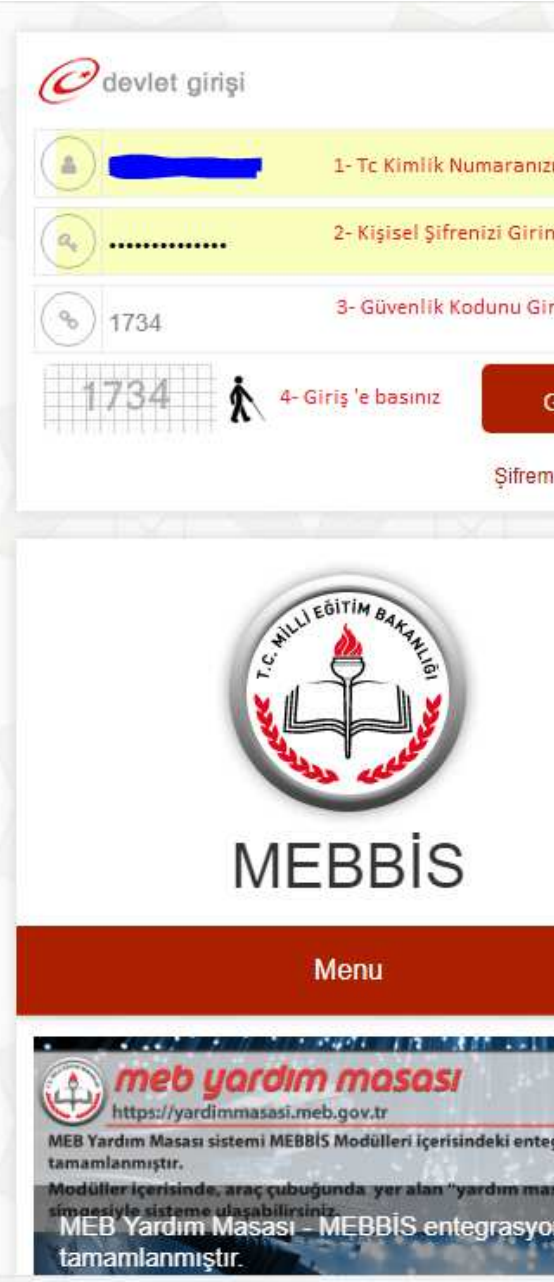 devlet girişi
1- Tc Kimlik Numaranızı
2- Kişisel Şifrenizi Girin
1734
3- Güvenlik Kodunu Gir
1734
4- Giriş 'e basınız
G
Şifrem
T.C. MİLLİ EĞİTİM BAKANLIĞI
MEBBİS
Menu
meb yardım masası
https://yardimmasasi.meb.gov.tr
MEB Yardım Masası sistemi MEBBİS Modülleri içerisindeki enteg
tamamlanmıştır.
Modüller içerisinde, araç çubuğunda yer alan "yardım mas
simgesiyle sisteme ulaşabilirsiniz.
MEB Yardım Masası - MEBBİS entegrasyon
tamamlanmıştır.